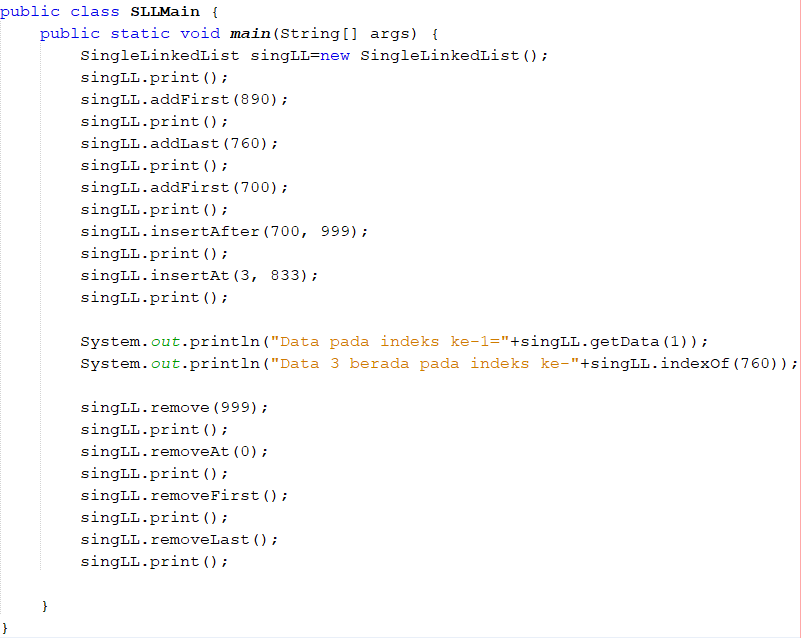 public class SLLMain {
    public static void main(String[] args) {
        SingleLinkedList singLL=new SingleLinkedList();
        singLL.print();
        singLL.addFirst(890);
        singLL.print();
        singLL.addLast(760);
        singLL.print();
        singLL.addFirst(700);
        singLL.print();
        singLL.insertAfter(700, 999);
        singLL.print();
        singLL.insertAt(3, 833);
        singLL.print();

        System.out.println("Data pada indeks ke-1="+singLL.getData(1));
        System.out.println("Data 3 berada pada indeks ke-"+singLL.indexOf(760));

        singLL.remove(999);
        singLL.print();
        singLL.removeAt(0);
        singLL.print();
        singLL.removeFirst();
        singLL.print();
        singLL.removeLast();
        singLL.print();

    }
}